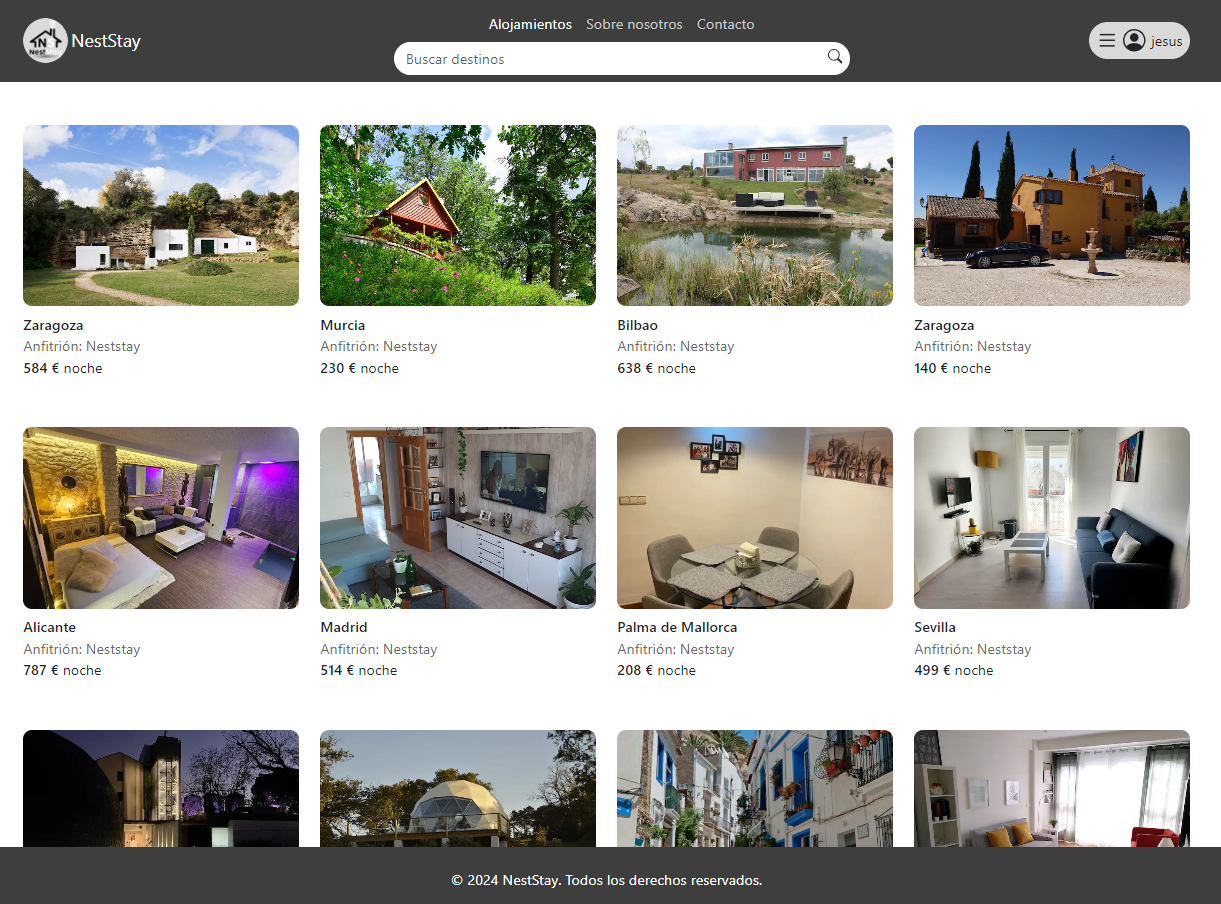 Alojamientos Sobre nosotros Contacto
NestStay
Buscar destinos
jesus
Zaragoza
Anfitrión: Neststay
584 € noche
Murcia
Anfitrión: Neststay
230 € noche
Bilbao
Anfitrión: Neststay
638 € noche
Zaragoza
Anfitrión: Neststay
140 € noche
Alicante
Anfitrión: Neststay
787 € noche
Madrid
Anfitrión: Neststay
514 € noche
Palma de Mallorca
Anfitrión: Neststay
208 € noche
Sevilla
Anfitrión: Neststay
499 € noche
© 2024 NestStay. Todos los derechos reservados.